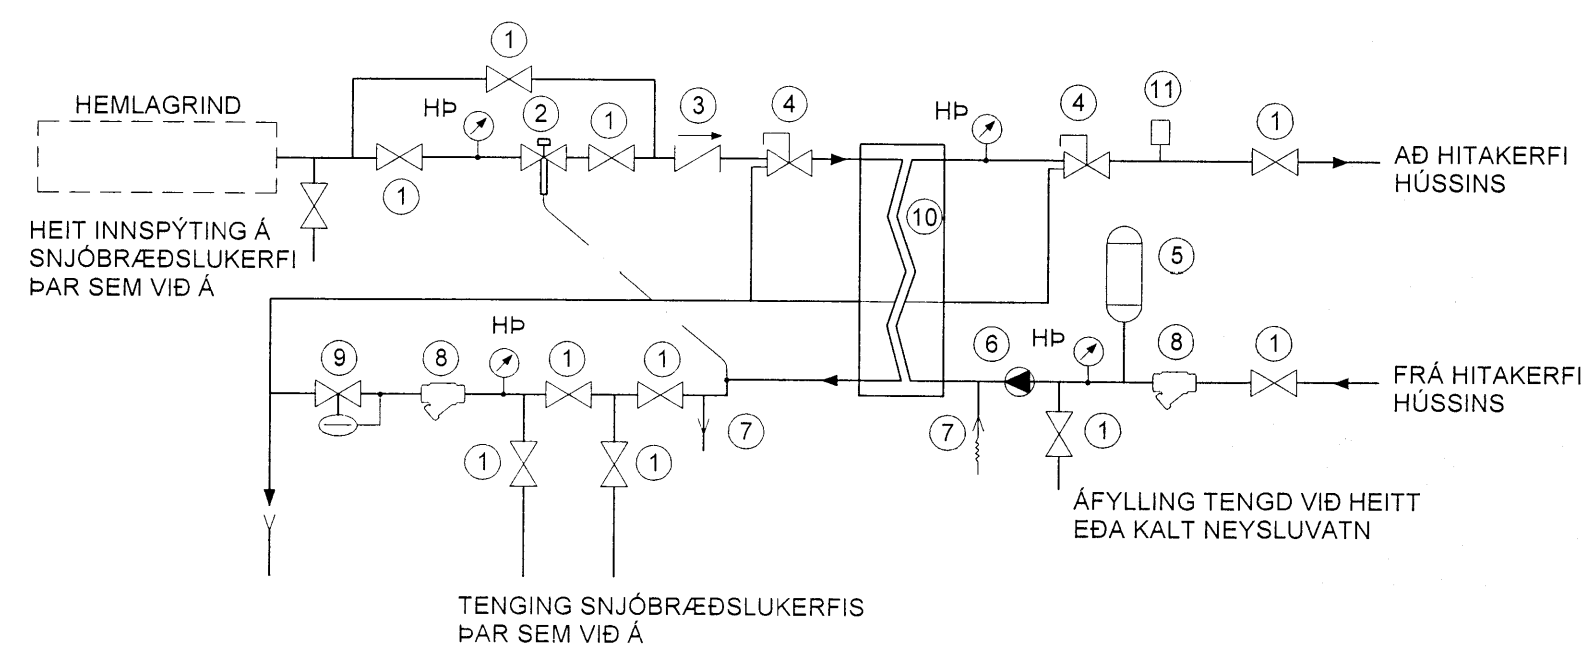 1
HEMLAGRIND
HÞ
2
1
3
4
HÞ
4
11
1
1
AÐ HITAKERFI
HÚSSINS
10
HEIT INNSPÝTING Á
SNJÓBRÆÐSLUKERFI
ÞAR SEM VIÐ Á
5
HÞ
9
8
1
1
6
HÞ
8
1
FRÁ HITAKERFI
HÚSSINS
7
7
1
1
1
ÁFYLLING TENGD VIÐ HEITT
EÐA KALT NEYSLUVATN
TENGING SNJÓBRÆÐSLUKERFIS
ÞAR SEM VIÐ Á